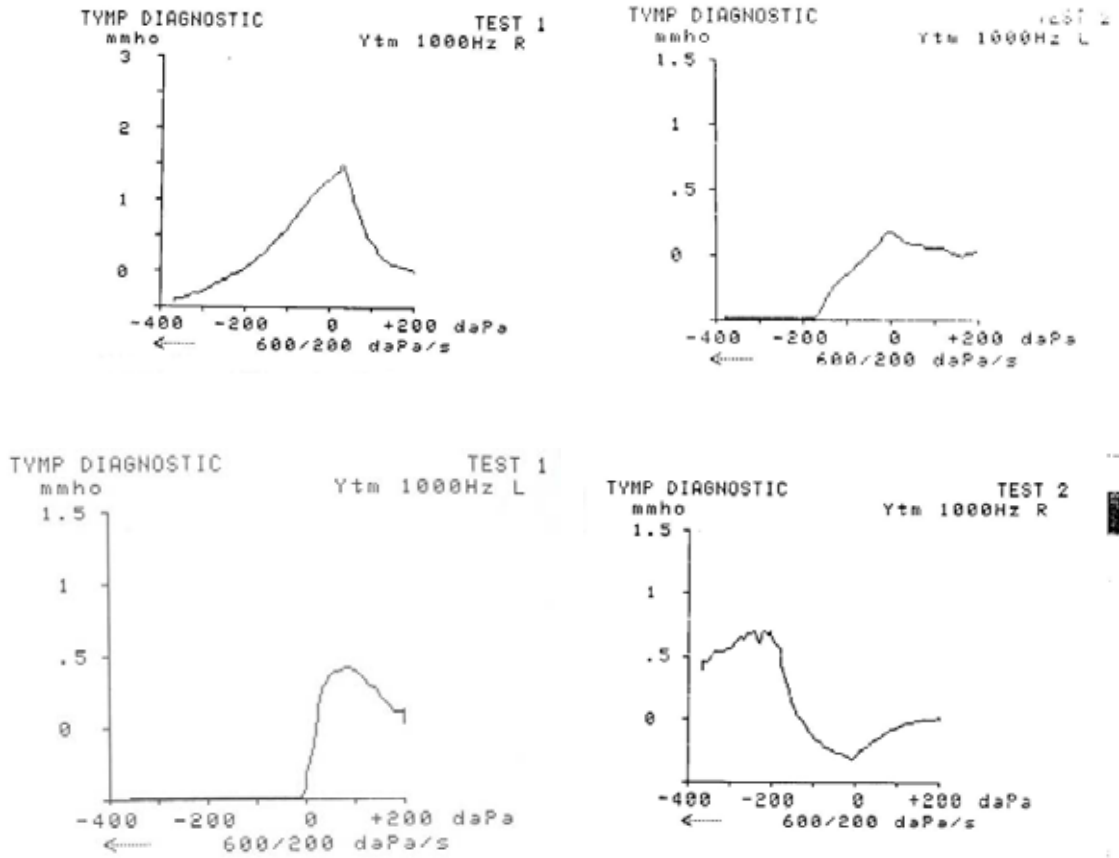 TYMP DIAGNOSTIC TEST 1
mmho Ytm 1000Hz R
3
2
1
0
-400 -200 0 +200 daPa
<----- 600/200 daPa/s
TYMP DIAGNOSTIC TEST 2
mmho Ytm 1000Hz L
1.5
1
.5
0
-400 -200 0 +200 daPa
<----- 600/200 daPa/s
TYMP DIAGNOSTIC TEST 1
mmho Ytm 1000Hz L
1.5
1
.5
0
-400 -200 0 +200 daPa
<----- 600/200 daPa/s
TYMP DIAGNOSTIC TEST 2
mmho Ytm 1000Hz R
1.5
1
.5
0
-400 -200 0 +200 daPa
<----- 600/200 daPa/s